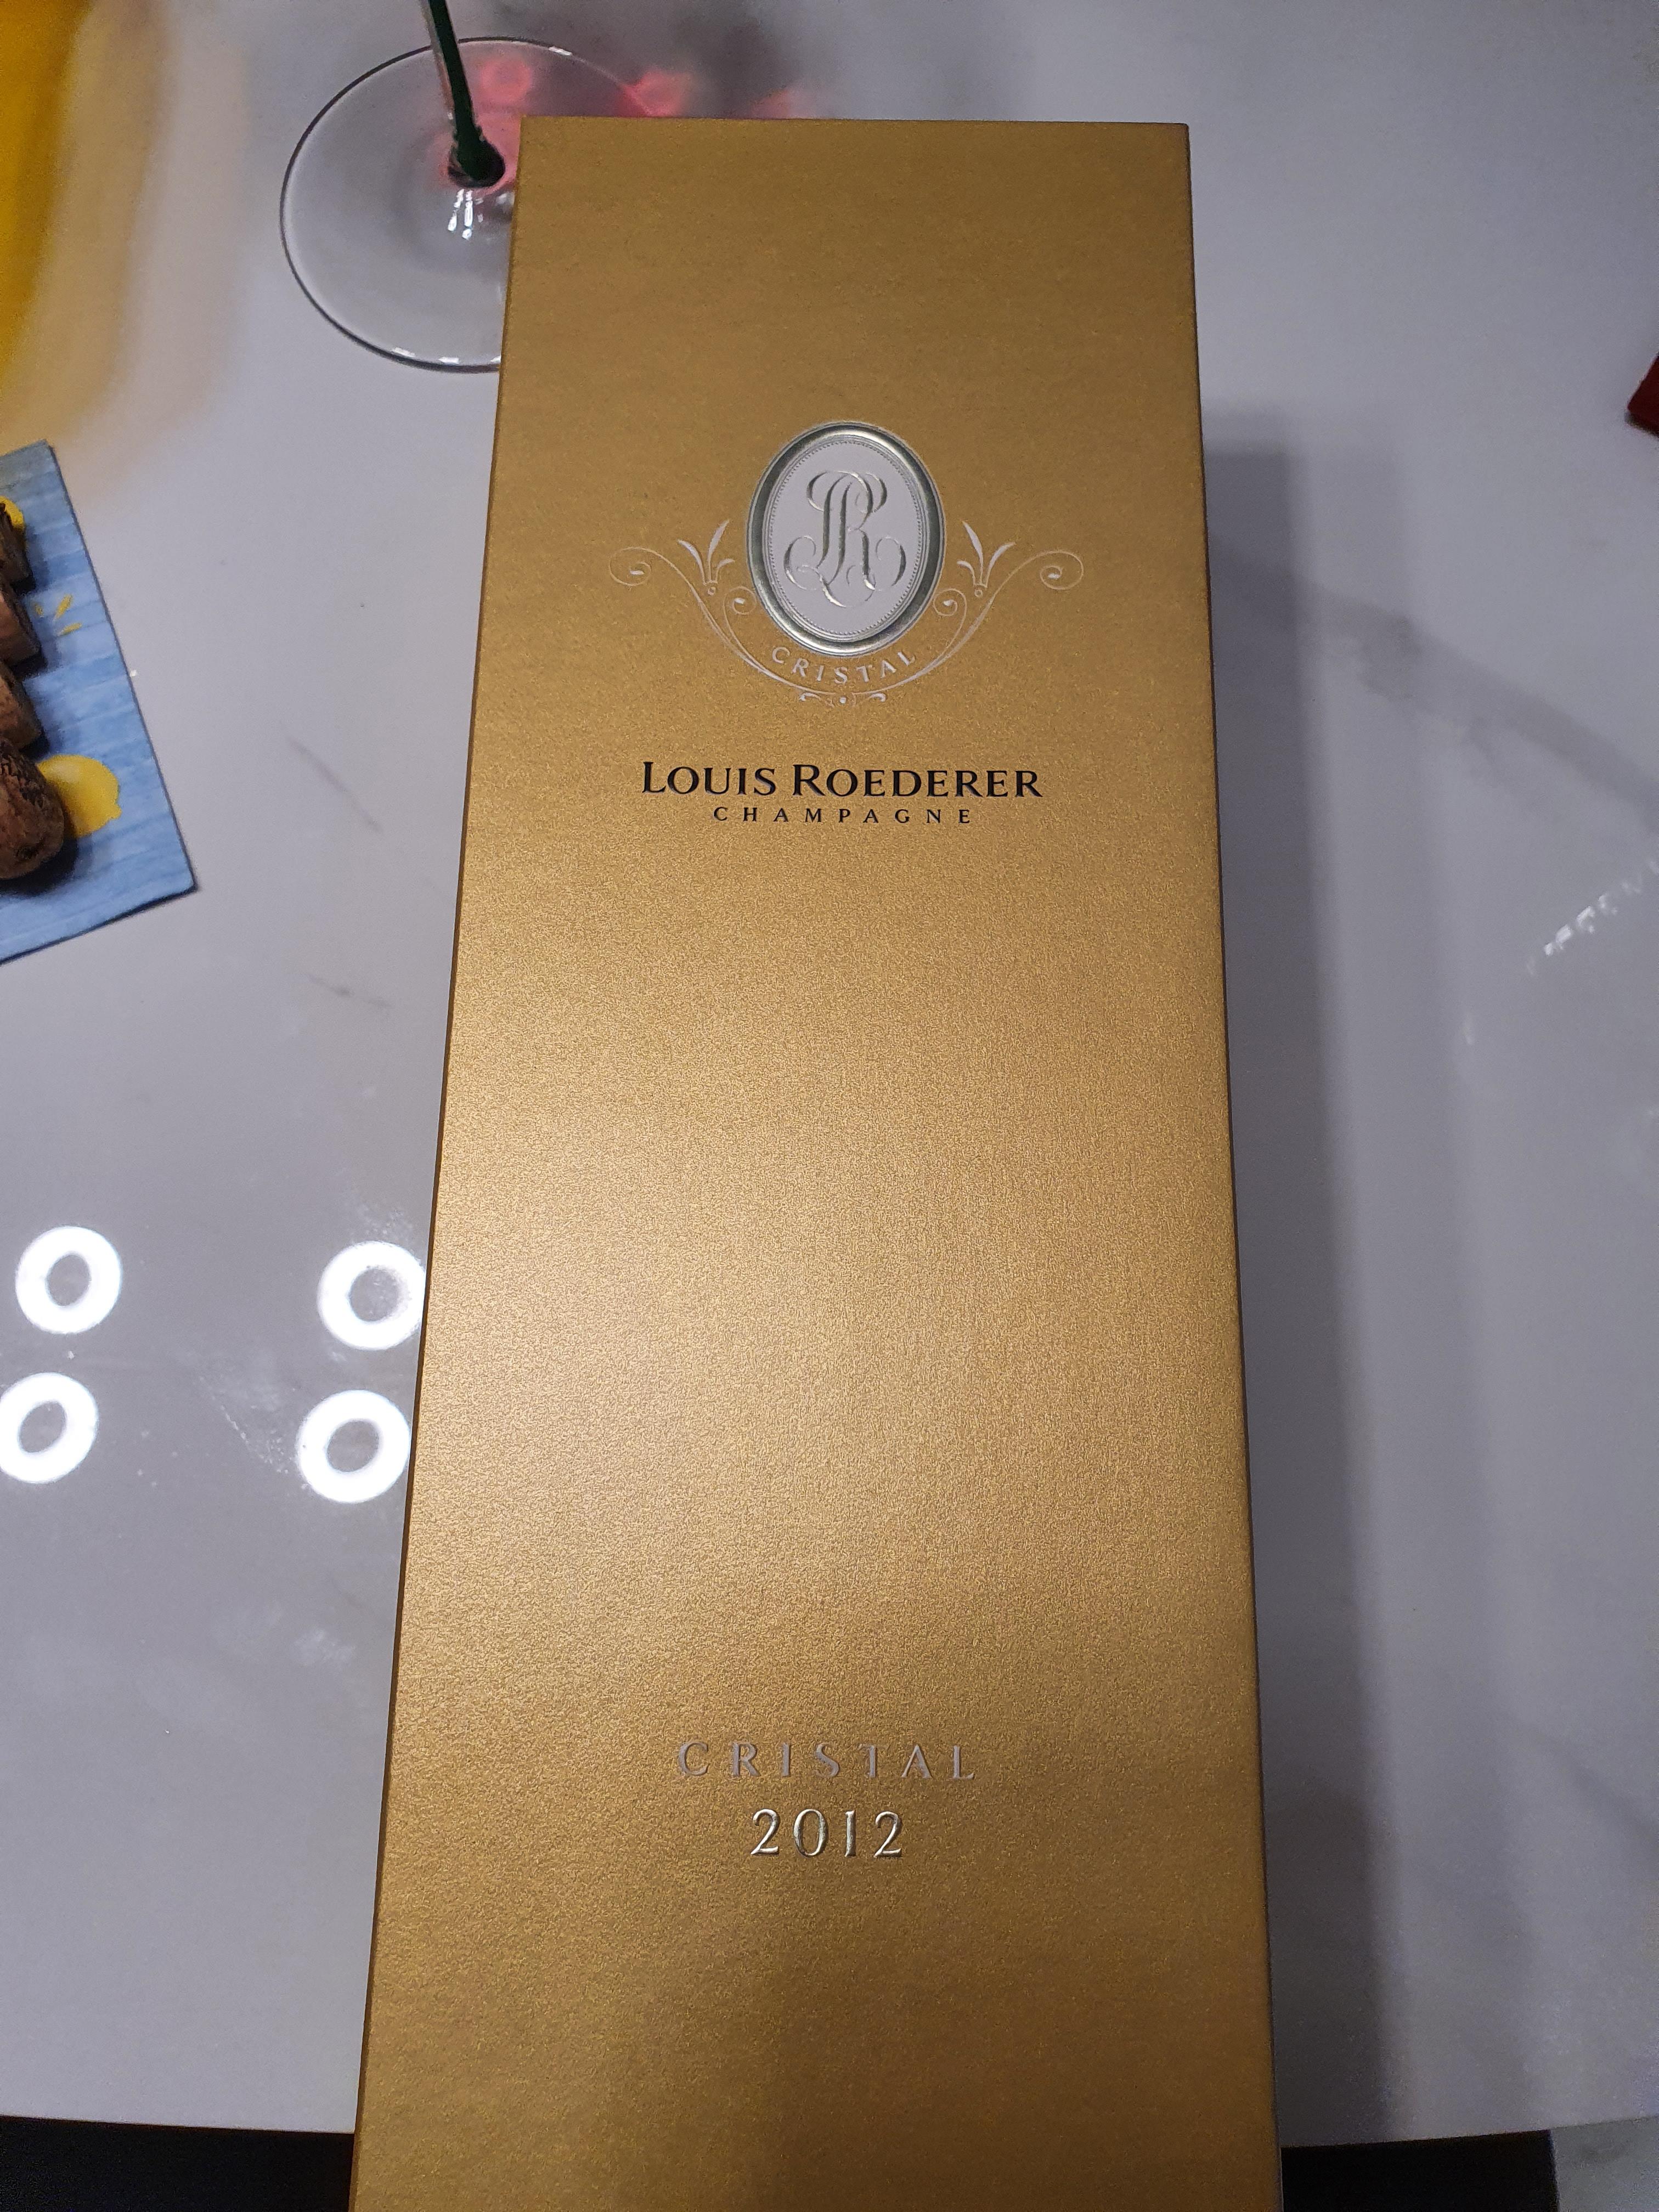 LR
CRISTAL
LOUIS ROEDERER
CHAMPAGNE
CRISTAL
2012